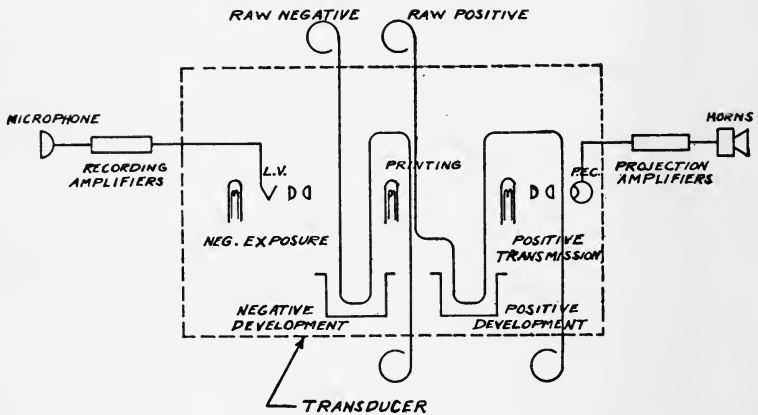 RAW NEGATIVE
RAW POSITIVE
MICROPHONE
RECORDING
AMPLIFIERS
L.V.
NEG. EXPOSURE
PRINTING
P.E.C.
HORNS
PROJECTION
AMPLIFIERS
POSITIVE
TRANSMISSION
NEGATIVE
DEVELOPMENT
POSITIVE
DEVELOPMENT
TRANSDUCER